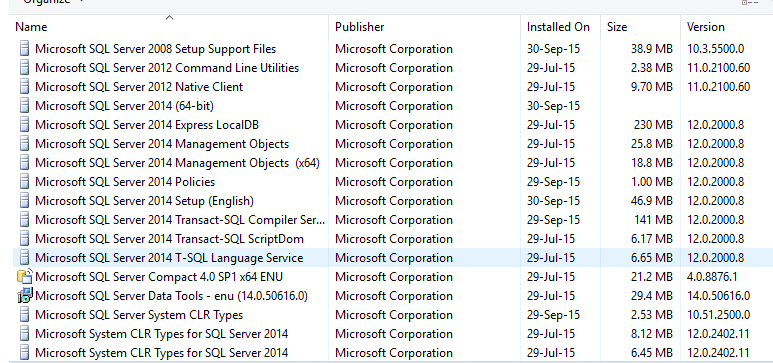 Organize
Name Publisher Installed On Size Version
Microsoft SQL Server 2008 Setup Support Files Microsoft Corporation 30-Sep-15 38.9 MB 10.3.5500.0
Microsoft SQL Server 2012 Command Line Utilities Microsoft Corporation 29-Jul-15 2.38 MB 11.0.2100.60
Microsoft SQL Server 2012 Native Client Microsoft Corporation 29-Jul-15 9.70 MB 11.0.2100.60
Microsoft SQL Server 2014 (64-bit) Microsoft Corporation 30-Sep-15
Microsoft SQL Server 2014 Express LocalDB Microsoft Corporation 29-Jul-15 230 MB 12.0.2000.8
Microsoft SQL Server 2014 Management Objects Microsoft Corporation 29-Jul-15 25.8 MB 12.0.2000.8
Microsoft SQL Server 2014 Management Objects (x64) Microsoft Corporation 29-Jul-15 18.8 MB 12.0.2000.8
Microsoft SQL Server 2014 Policies Microsoft Corporation 29-Sep-15 1.00 MB 12.0.2000.8
Microsoft SQL Server 2014 Setup (English) Microsoft Corporation 30-Sep-15 46.9 MB 12.0.2000.8
Microsoft SQL Server 2014 Transact-SQL Compiler Ser... Microsoft Corporation 29-Sep-15 141 MB 12.0.2000.8
Microsoft SQL Server 2014 Transact-SQL ScriptDom Microsoft Corporation 29-Jul-15 6.17 MB 12.0.2000.8
Microsoft SQL Server 2014 T-SQL Language Service Microsoft Corporation 29-Jul-15 6.65 MB 12.0.2000.8
Microsoft SQL Server Compact 4.0 SP1 x64 ENU Microsoft Corporation 29-Jul-15 21.2 MB 4.0.8876.1
Microsoft SQL Server Data Tools - enu (14.0.50616.0) Microsoft Corporation 29-Jul-15 29.4 MB 14.0.50616.0
Microsoft SQL Server System CLR Types Microsoft Corporation 29-Sep-15 2.53 MB 10.51.2500.0
Microsoft System CLR Types for SQL Server 2014 Microsoft Corporation 29-Jul-15 8.12 MB 12.0.2402.11
Microsoft System CLR Types for SQL Server 2014 Microsoft Corporation 29-Jul-15 6.45 MB 12.0.2402.11